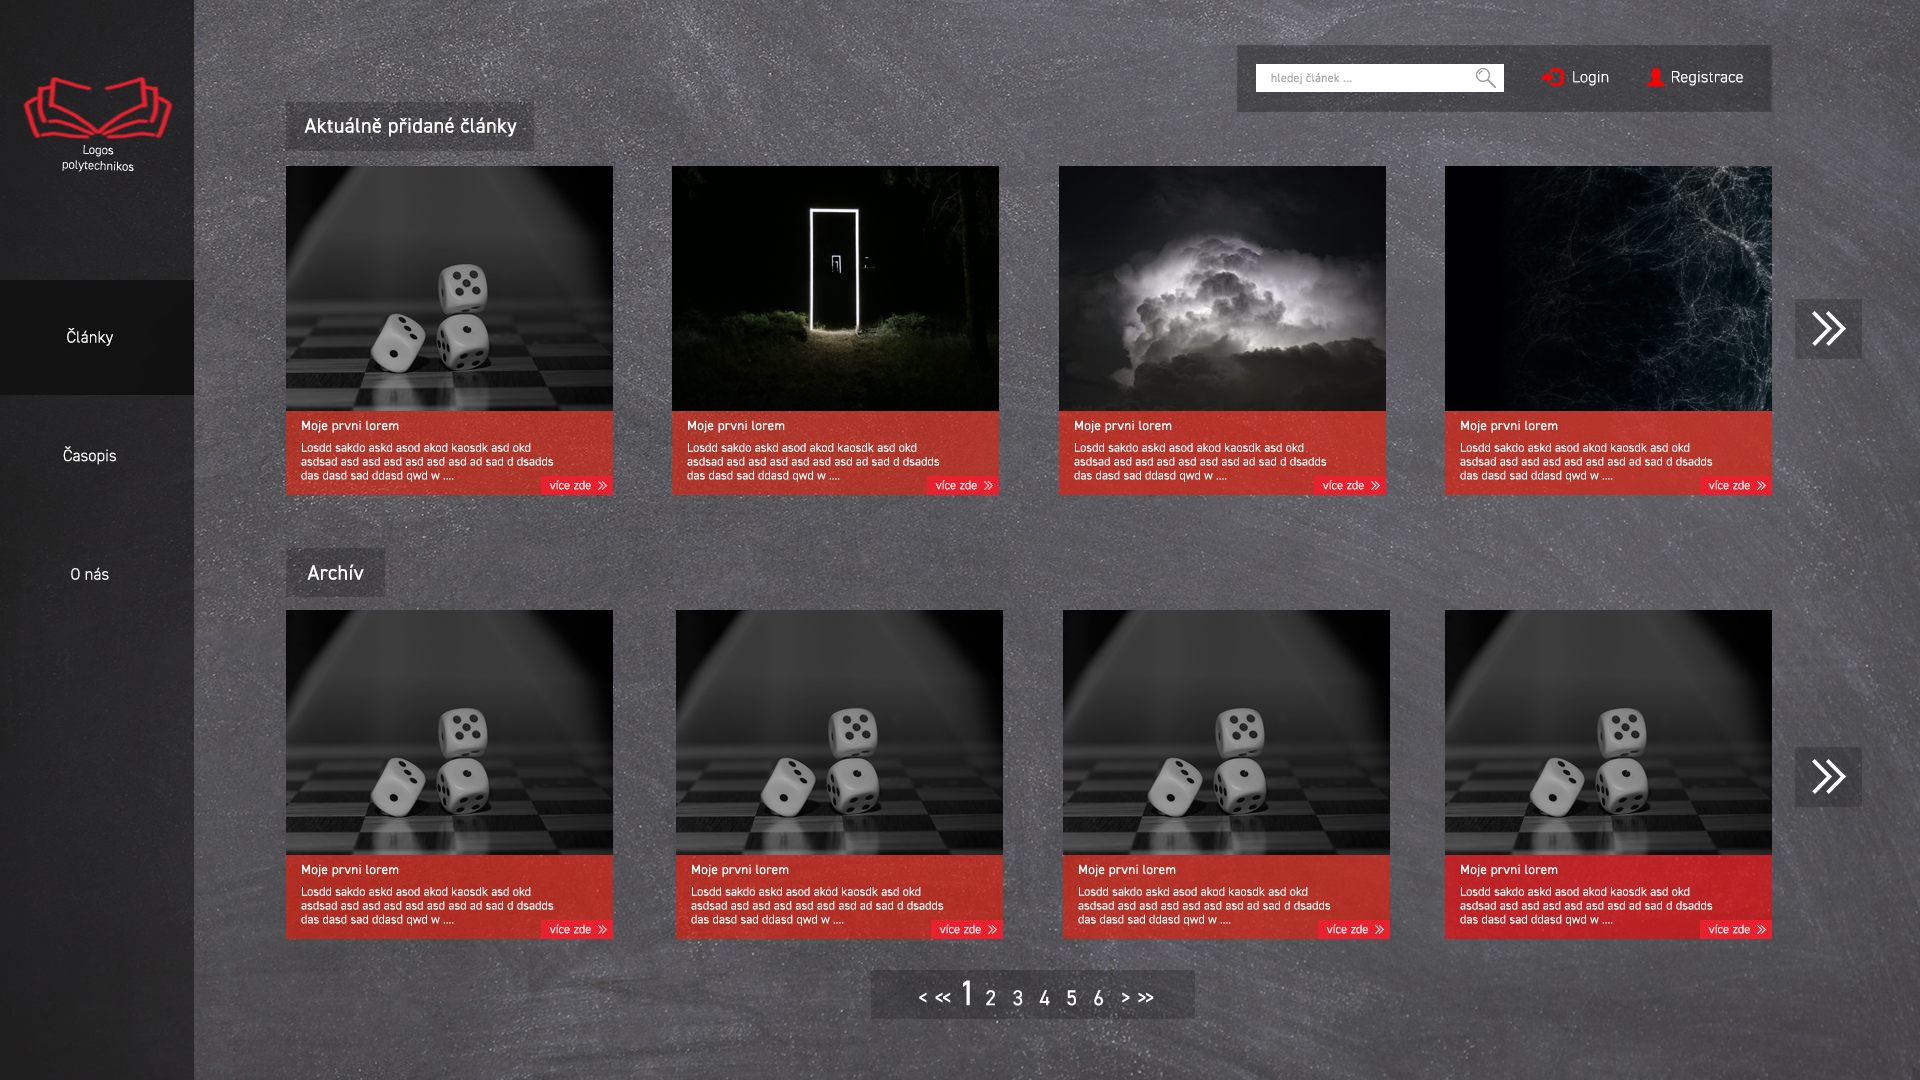 Logos
polytechnikos
Články
Časopis
O nás
hledej článek ...
Login
Registrace
Aktuálně přidané články
Moje prvni lorem
Losdd sakdo askd asod akod kaosdk asd okd
asdsad asd asd asd asd asd asd ad sad d dsadds
das dasd sad ddasd qwd w ....
více zde
Moje prvni lorem
Losdd sakdo askd asod akod kaosdk asd okd
asdsad asd asd asd asd asd asd ad sad d dsadds
das dasd sad ddasd qwd w ....
více zde
Moje prvni lorem
Losdd sakdo askd asod akod kaosdk asd okd
asdsad asd asd asd asd asd asd ad sad d dsadds
das dasd sad ddasd qwd w ....
více zde
Moje prvni lorem
Losdd sakdo askd asod akod kaosdk asd okd
asdsad asd asd asd asd asd asd ad sad d dsadds
das dasd sad ddasd qwd w ....
více zde
Archív
Moje prvni lorem
Losdd sakdo askd asod akod kaosdk asd okd
asdsad asd asd asd asd asd asd ad sad d dsadds
das dasd sad ddasd qwd w ....
více zde
Moje prvni lorem
Losdd sakdo askd asod akod kaosdk asd okd
asdsad asd asd asd asd asd asd ad sad d dsadds
das dasd sad ddasd qwd w ....
více zde
Moje prvni lorem
Losdd sakdo askd asod akod kaosdk asd okd
asdsad asd asd asd asd asd asd ad sad d dsadds
das dasd sad ddasd qwd w ....
více zde
Moje prvni lorem
Losdd sakdo askd asod akod kaosdk asd okd
asdsad asd asd asd asd asd asd ad sad d dsadds
das dasd sad ddasd qwd w ....
více zde
< << 1 2 3 4 5 6 > >>